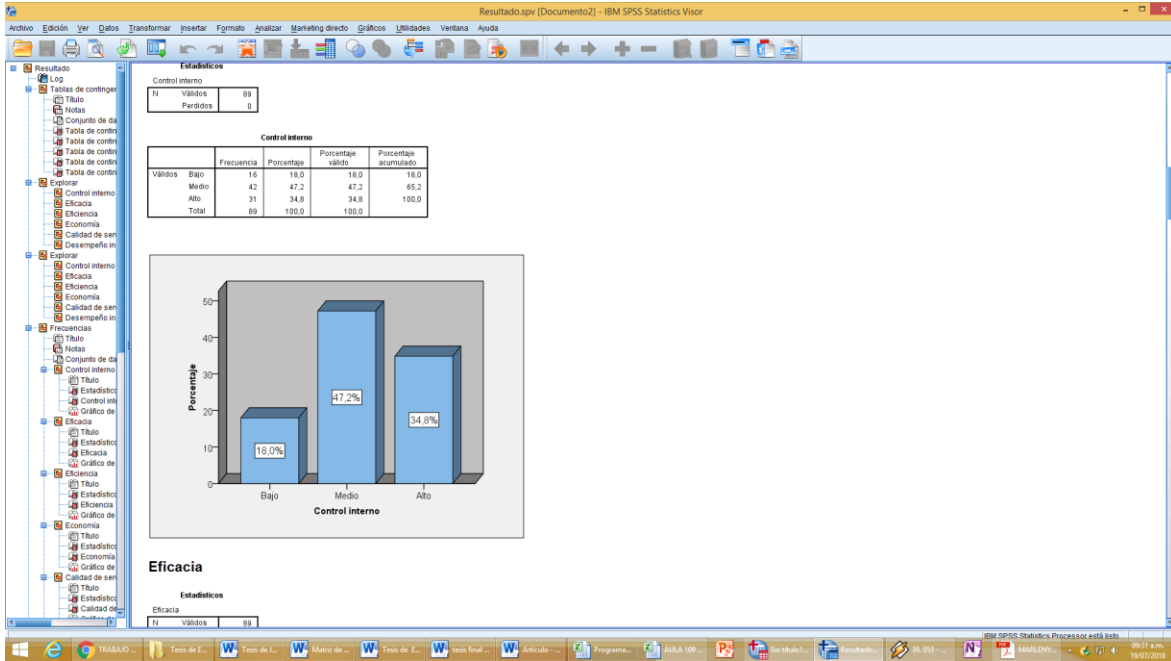 Resultado.spv [Documento2] - IBM SPSS Statistics Visor
Archivo Edición Ver Datos Transformar Insertar Formato Analizar Marketing directo Gráficos Utilidades Ventana Ayuda
Resultado
Log
Tablas de continger
Título
Notas
Conjunto de da
Tabla de contin
Tabla de contin
Tabla de contin
Tabla de contin
Tabla de contin
Explorar
Control interno
Eficacia
Eficiencia
Economía
Calidad de serv
Desempeño in
Explorar
Control interno
Eficacia
Eficiencia
Economía
Calidad de serv
Desempeño in
Frecuencias
Título
Notas
Conjunto de da
Control interno
Título
Estadístico
Control inte
Gráfico de
Eficacia
Título
Estadístico
Eficacia
Gráfico de
Eficiencia
Título
Estadístico
Eficiencia
Gráfico de
Economía
Título
Estadístico
Economía
Gráfico de
Calidad de serv
Título
Estadístico
Calidad de
Estadísticos
Control interno
N Válidos 89
Perdidos 0
Control interno
Frecuencia Porcentaje Porcentaje válido Porcentaje acumulado
Válidos Bajo 16 18,0 18,0 18,0
Medio 42 47,2 47,2 65,2
Alto 31 34,8 34,8 100,0
Total 89 100,0 100,0
Porcentaje
50
40
30
20
10
0
18,0%
47,2%
34,8%
Bajo Medio Alto
Control interno
Eficacia
Estadísticos
Eficacia
N Válidos 89
IBM SPSS Statistics Processor está listo
TRABAJO ... Tesis de E... Tesis de J... Matriz de ... Tesis de E... tesis final ... Artículo - ... Programa... AULA 109 ... Sin título1... Resultado... 36: 053 - ... MARLENY...
09:31 a.m.
19/07/2018